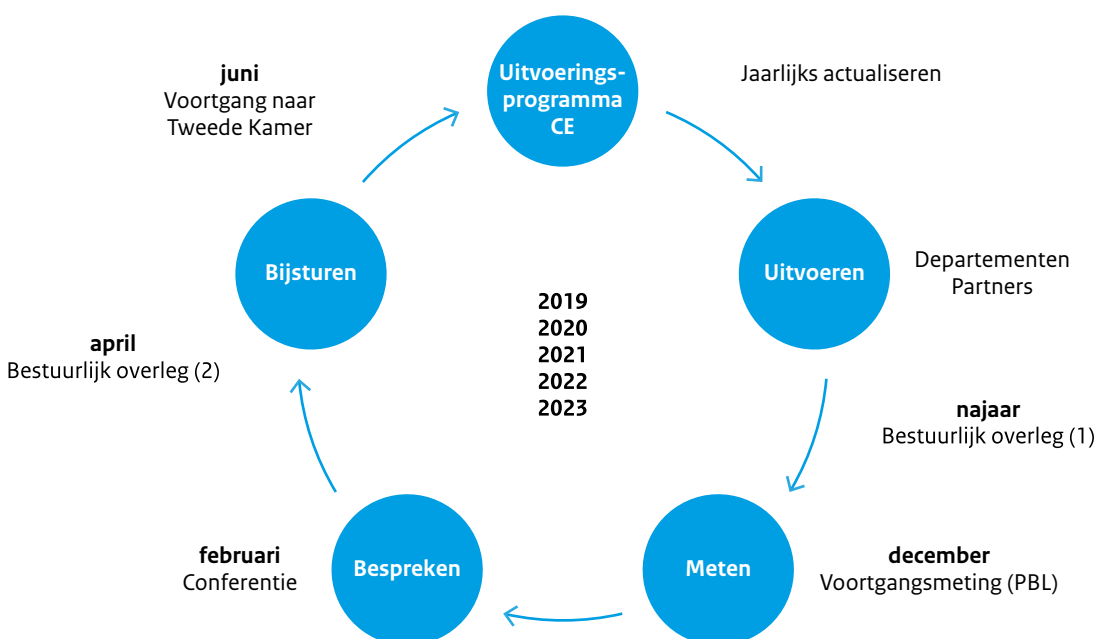 Uitvoerings-
programma
CE
Jaarlijks actualiseren
Uitvoeren
Departementen
Partners
najaar
Bestuurlijk overleg (1)
Meten
december
Voortgangsmeting (PBL)
Bespreken
februari
Conferentie
april
Bestuurlijk overleg (2)
Bijsturen
juni
Voortgang naar
Tweede Kamer
2019
2020
2021
2022
2023